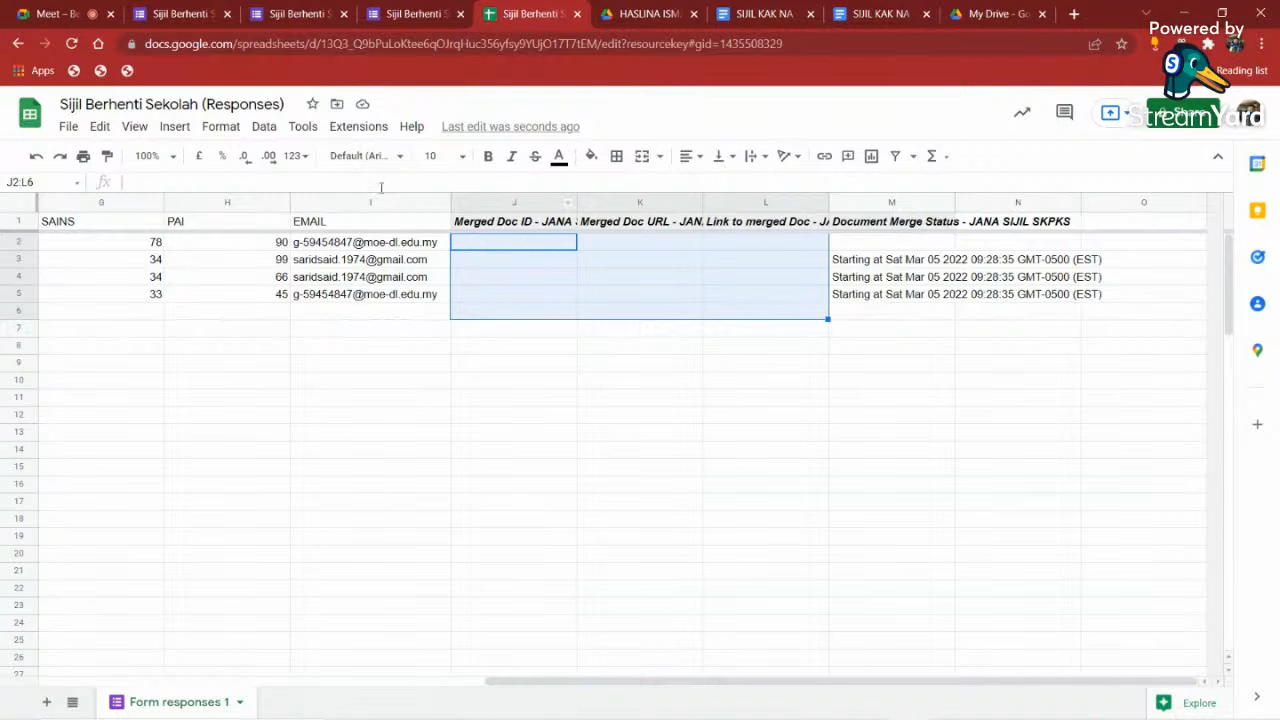 Meet –
Sijil Berhenti S
Sijil Berhenti S
Sijil Berhenti S
Sijil Berhenti S
HASLINA ISM
SIJIL KAK NA
SIJIL KAK NA
My Drive - Go
docs.google.com/spreadsheets/d/13Q3_Q9bPuLoKtee6qOJrqHuc356yfsy9YUjO17T7tEM/edit?resourcekey#gid=1435508329
Powered by
StreamYard
Apps
Reading list
Sijil Berhenti Sekolah (Responses)
File Edit View Insert Format Data Tools Extensions Help Last edit was seconds ago
Share
100% £ % .0 .00 123 Default (Ari... 10 B I S A Σ
J2:L6 fx
G H I J K L M N O
1 SAINS PAI EMAIL Merged Doc ID - JANA Merged Doc URL - JAN Link to merged Doc - JA Document Merge Status - JANA SIJIL SKPKS
2 78 90 g-59454847@moe-dl.edu.my
3 34 99 saridsaid.1974@gmail.com Starting at Sat Mar 05 2022 09:28:35 GMT-0500 (EST)
4 34 66 saridsaid.1974@gmail.com Starting at Sat Mar 05 2022 09:28:35 GMT-0500 (EST)
5 33 45 g-59454847@moe-dl.edu.my Starting at Sat Mar 05 2022 09:28:35 GMT-0500 (EST)
6
7
8
9
10
11
12
13
14
15
16
17
18
19
20
21
22
23
24
25
26
27
Form responses 1
Explore